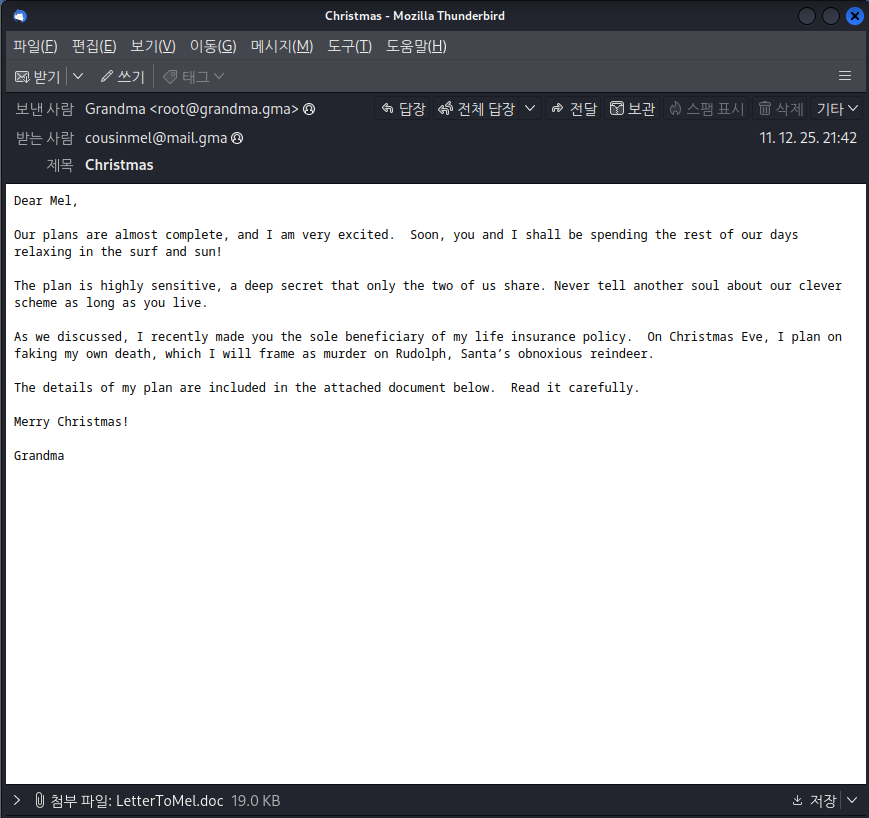 Christmas - Mozilla Thunderbird
파일(F) 편집(E) 보기(V) 이동(G) 메시지(M) 도구(T) 도움말(H)
받기 쓰기 태그
보낸 사람 Grandma <root@grandma.gma> 답장 전체 답장 전달 보관 스팸 표시 삭제 기타
받는 사람 cousinmel@mail.gma 11. 12. 25. 21:42
제목 Christmas
Dear Mel,
Our plans are almost complete, and I am very excited.  Soon, you and I shall be spending the rest of our days
relaxing in the surf and sun!
The plan is highly sensitive, a deep secret that only the two of us share. Never tell another soul about our clever
scheme as long as you live.
As we discussed, I recently made you the sole beneficiary of my life insurance policy.  On Christmas Eve, I plan on
faking my own death, which I will frame as murder on Rudolph, Santa’s obnoxious reindeer.
The details of my plan are included in the attached document below.  Read it carefully.
Merry Christmas!
Grandma
첨부 파일: LetterToMel.doc 19.0 KB 저장